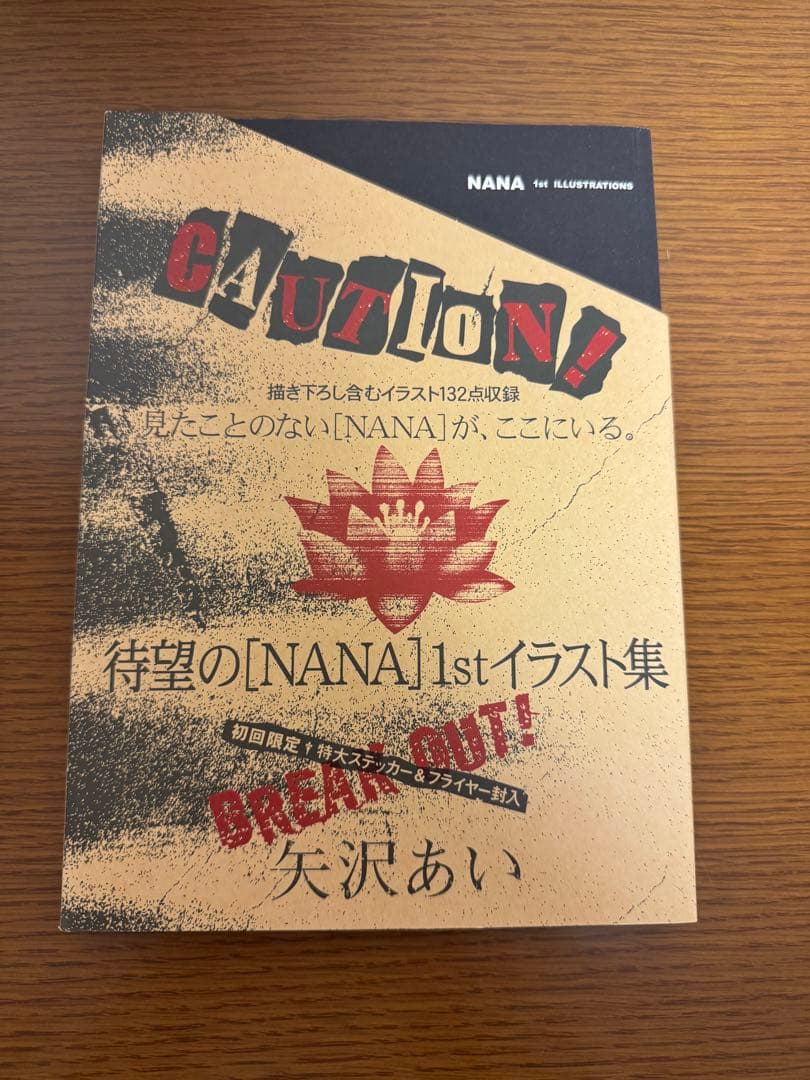 NANA 1st ILLUSTRATIONS
CAUTION!
描き下ろし含むイラスト132点収録
見たことのない[NANA]が、ここにいる。
待望の[NANA]1stイラスト集
BREAK OUT!
初回限定†特大ステッカー&フライヤー封入
矢沢あい